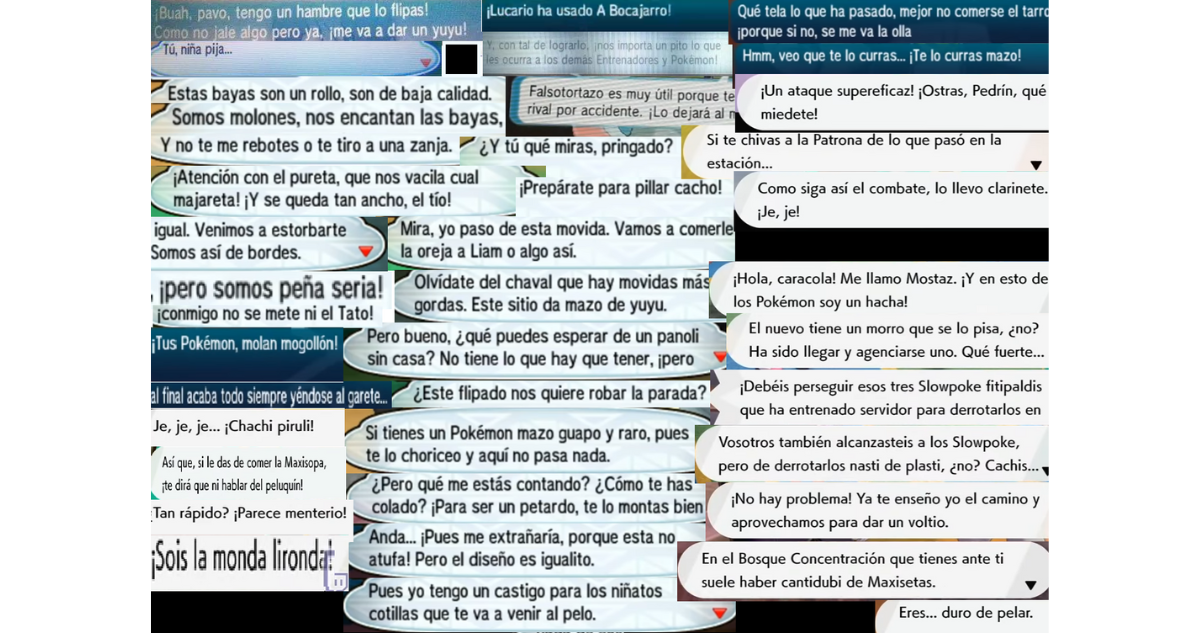 ¡Buah, pavo, tengo un hambre que lo flipas!
Como no jale algo pero ya, ¡me va a dar un yuyu!
Tú, niña pija...
¡Lucario ha usado A Bocajarro!
Y, con tal de lograrlo, ¡nos importa un pito lo que
les ocurra a los demás Entrenadores y Pokémon!
Qué tela lo que ha pasado, mejor no comerse el tarro
¡porque si no, se me va la olla
Hmm, veo que te lo curras... ¡Te lo curras mazo!
Estas bayas son un rollo, son de baja calidad.
Somos molones, nos encantan las bayas,
Y no te me rebotes o te tiro a una zanja.
Falsotortazo es muy útil porque te
rival por accidente. ¡Lo dejará al
¿Y tú qué miras, pringado?
¡Un ataque supereficaz! ¡Ostras, Pedrín, qué
miedete!
Si te chivas a la Patrona de lo que pasó en la
estación...
¡Atención con el pureta, que nos vacila cual
majareta! ¡Y se queda tan ancho, el tío!
¡Prepárate para pillar cacho!
Como siga así el combate, lo llevo clarinete.
¡Je, je!
igual. Venimos a estorbarte
Somos así de bordes.
Mira, yo paso de esta movida. Vamos a comerle
la oreja a Liam o algo así.
, ¡pero somos peña seria!
¡conmigo no se mete ni el Tato!
Olvídate del chaval que hay movidas más
gordas. Este sitio da mazo de yuyu.
¡Hola, caracola! Me llamo Mostaz. ¡Y en esto de
los Pokémon soy un hacha!
¡Tus Pokémon, molan mogollón!
Pero bueno, ¿qué puedes esperar de un panoli
sin casa? No tiene lo que hay que tener, ¡pero
El nuevo tiene un morro que se lo pisa, ¿no?
Ha sido llegar y agenciarse uno. Qué fuerte...
al final acaba todo siempre yéndose al garete...
¿Este flipado nos quiere robar la parada?
¡Debéis perseguir esos tres Slowpoke fitipaldis
que ha entrenado servidor para derrotarlos en
Je, je, je... ¡Chachi piruli!
Si tienes un Pokémon mazo guapo y raro, pues
te lo choriceo y aquí no pasa nada.
Vosotros también alcanzasteis a los Slowpoke,
pero de derrotarlos nasti de plasti, ¿no? Cachis...
Así que, si le das de comer la Maxisopa,
¡te dirá que ni hablar del peluquín!
¿Pero qué me estás contando? ¿Cómo te has
colado? ¡Para ser un petardo, te lo montas bien
¡No hay problema! Ya te enseño yo el camino y
aprovechamos para dar un voltio.
¿Tan rápido? ¡Parece menterio!
Anda... ¡Pues me extrañaría, porque esta no
atufa! Pero el diseño es igualito.
¡Sois la monda lironda!
En el Bosque Concentración que tienes ante ti
suele haber cantidubi de Maxisetas.
Pues yo tengo un castigo para los niñatos
cotillas que te va a venir al pelo.
Eres... duro de pelar.